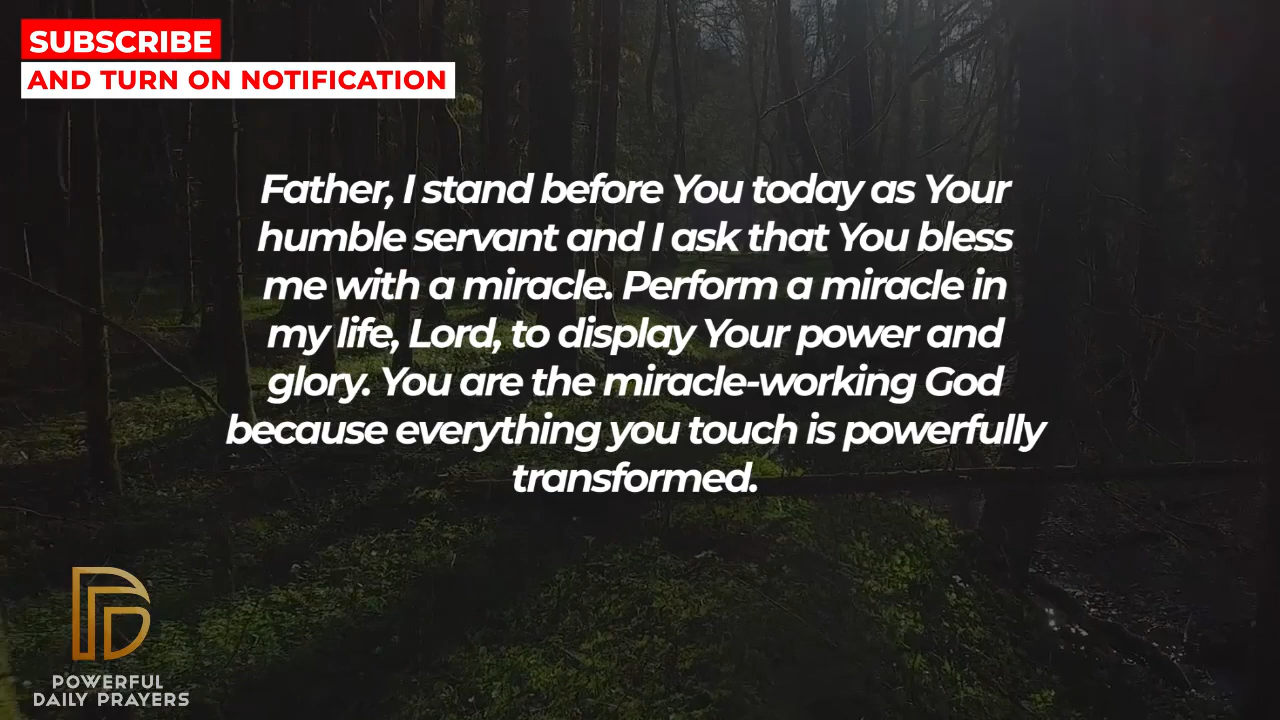 SUBSCRIBE
AND TURN ON NOTIFICATION
Father, I stand before You today as Your
humble servant and I ask that You bless
me with a miracle. Perform a miracle in
my life, Lord, to display Your power and
glory. You are the miracle-working God
because everything you touch is powerfully
transformed.
POWERFUL
DAILY PRAYERS